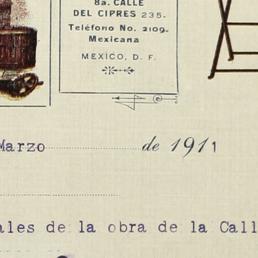 8a. CALLE
DEL CIPRES 235.
Teléfono No. 2109.
Mexicana
MEXICO, D. F.
Marzo de 1911
ales de la obra de la Call